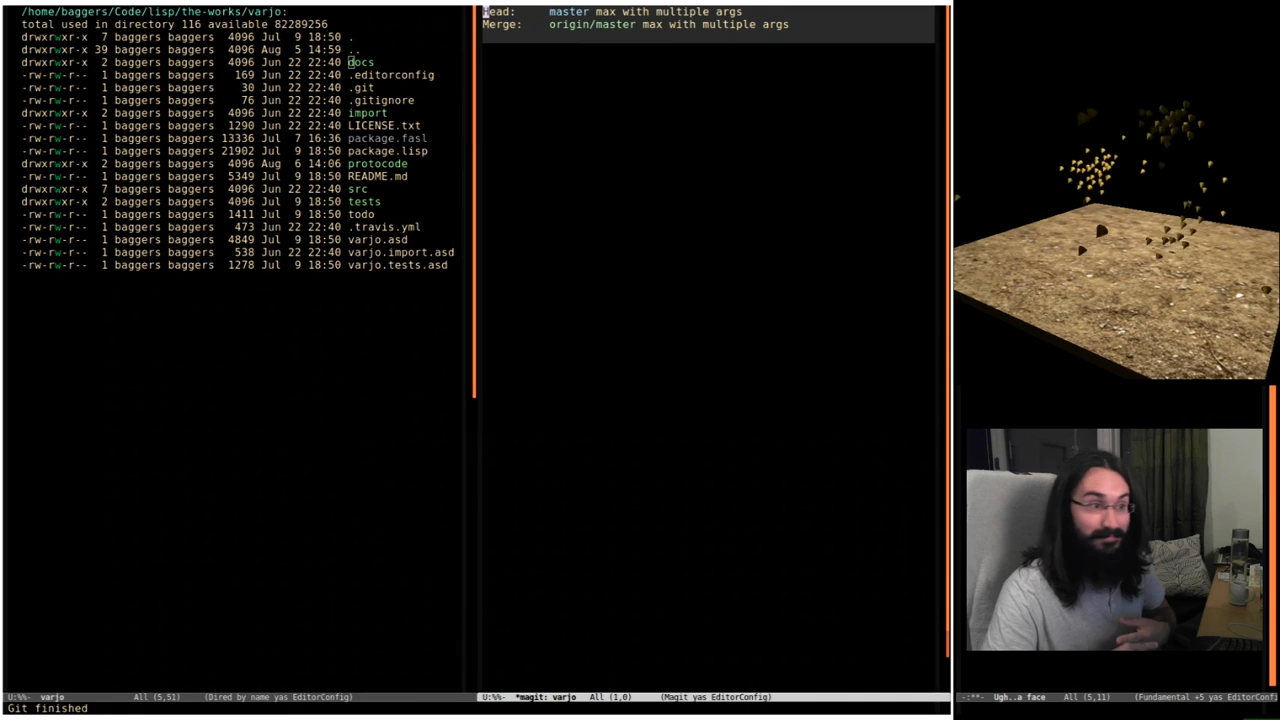 /home/baggers/Code/lisp/the-works/varjo:
total used in directory 116 available 82289256
drwxrwxr-x  7 baggers baggers  4096 Jul  9 18:50 .
drwxrwxr-x 39 baggers baggers  4096 Aug  5 14:59 ..
drwxrwxr-x  2 baggers baggers  4096 Jun 22 22:40 docs
-rw-rw-r--  1 baggers baggers   169 Jun 22 22:40 .editorconfig
-rw-rw-r--  1 baggers baggers    30 Jun 22 22:40 .git
-rw-rw-r--  1 baggers baggers    76 Jun 22 22:40 .gitignore
drwxrwxr-x  2 baggers baggers  4096 Jun 22 22:40 import
-rw-rw-r--  1 baggers baggers  1290 Jun 22 22:40 LICENSE.txt
-rw-rw-r--  1 baggers baggers 13336 Jul  7 16:36 package.fasl
-rw-rw-r--  1 baggers baggers 21902 Jul  9 18:50 package.lisp
drwxrwxr-x  2 baggers baggers  4096 Aug  6 14:06 protocode
-rw-rw-r--  1 baggers baggers  5349 Jul  9 18:50 README.md
drwxrwxr-x  7 baggers baggers  4096 Jun 22 22:40 src
drwxrwxr-x  2 baggers baggers  4096 Jul  9 18:50 tests
-rw-rw-r--  1 baggers baggers  1411 Jul  9 18:50 todo
-rw-rw-r--  1 baggers baggers   473 Jun 22 22:40 .travis.yml
-rw-rw-r--  1 baggers baggers  4849 Jul  9 18:50 varjo.asd
-rw-rw-r--  1 baggers baggers   538 Jun 22 22:40 varjo.import.asd
-rw-rw-r--  1 baggers baggers  1278 Jul  9 18:50 varjo.tests.asd
U:%%-  varjo          All (5,51)    (Dired by name yas EditorConfig)
Git finished
Head:     master max with multiple args
Merge:    origin/master max with multiple args
U:%%-  *magit: varjo   All (1,0)    (Magit yas EditorConfig)
-:**-  Ugh..a face    All (5,11)    (Fundamental +5 yas EditorConfi